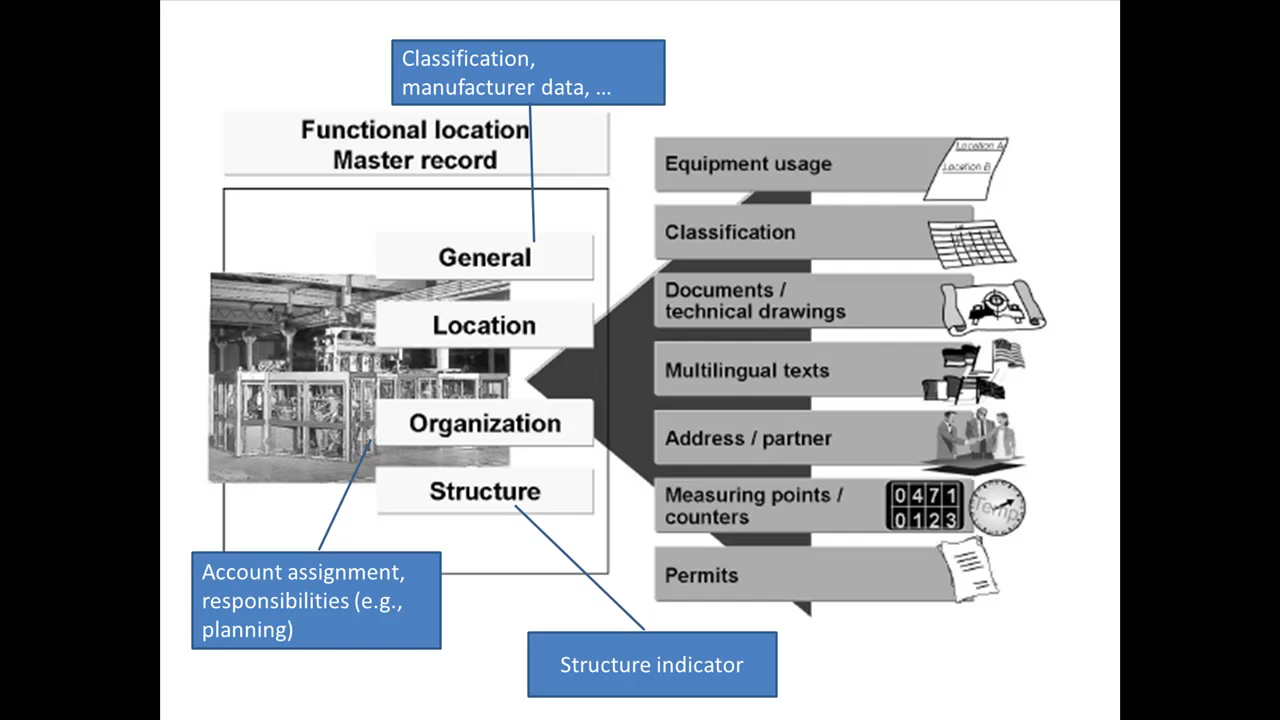 Classification,
manufacturer data, ...
Functional location
Master record
General
Location
Organization
Structure
Account assignment,
responsibilities (e.g.,
planning)
Structure indicator
Equipment usage
Location A
Location B
Classification
Documents /
technical drawings
Multilingual texts
Address / partner
Measuring points /
counters
0471
0123
Temp
Permits